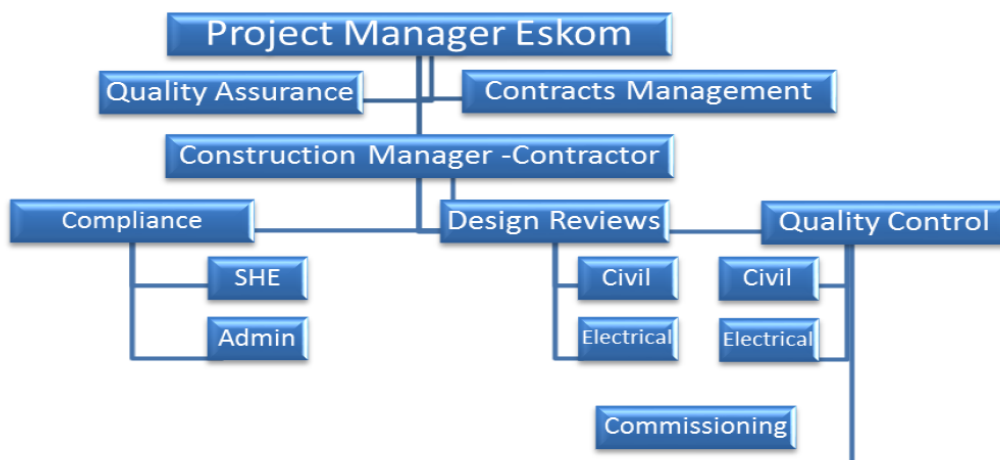 Project Manager Eskom
Quality Assurance
Contracts Management
Construction Manager -Contractor
Compliance
Design Reviews
Quality Control
SHE
Civil
Civil
Admin
Electrical
Electrical
Commissioning